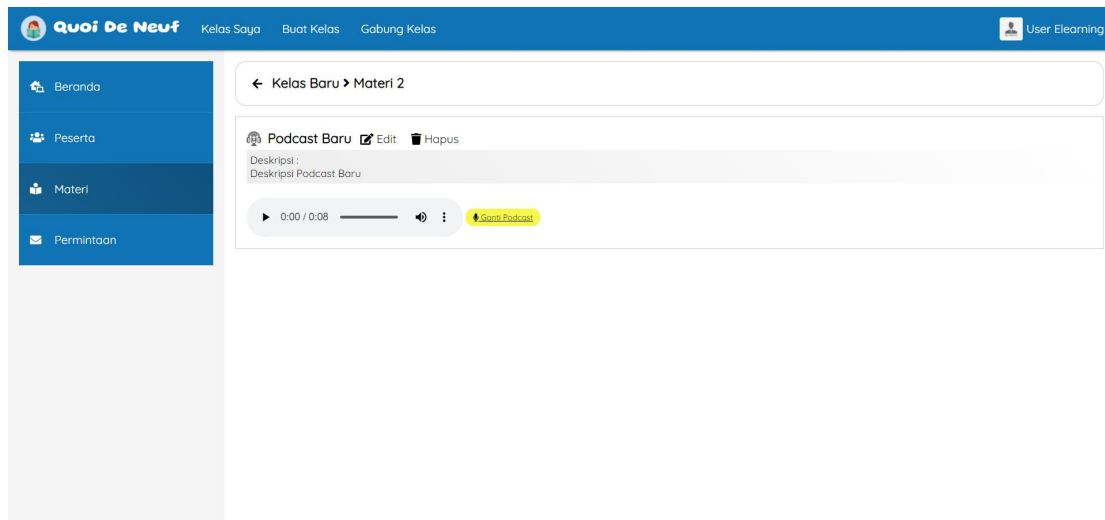 Quoi De Neuf Kelas Saya Buat Kelas Gabung Kelas User Elearning
Beranda
Peserta
Materi
Permintaan
Kelas Baru > Materi 2
Podcast Baru Edit Hapus
Deskripsi :
Deskripsi Podcast Baru
0:00 / 0:08 Ganti Podcast